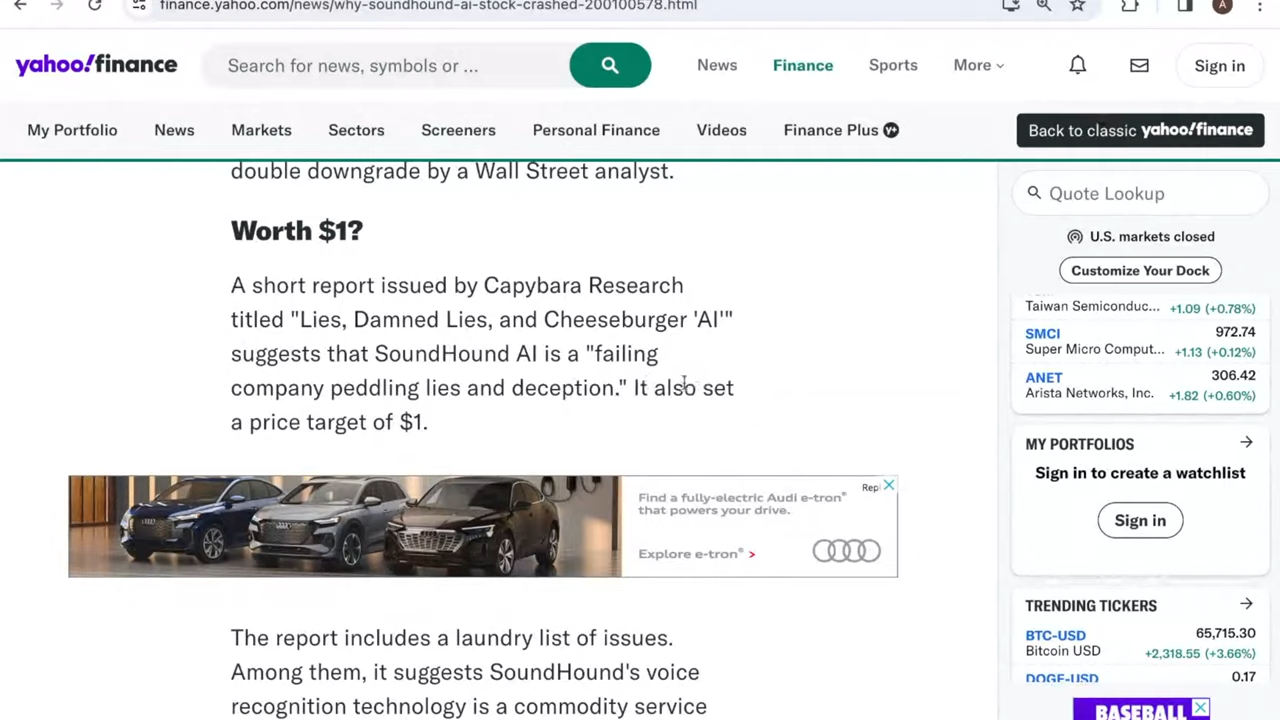 finance.yahoo.com/news/why-soundhound-ai-stock-crashed-200100578.html
A
yahoo!finance
Search for news, symbols or ...
News
Finance
Sports
More
Sign in
My Portfolio
News
Markets
Sectors
Screeners
Personal Finance
Videos
Finance Plus Y+
Back to classic yahoo!finance
double downgrade by a Wall Street analyst.
Worth $1?
A short report issued by Capybara Research
titled "Lies, Damned Lies, and Cheeseburger 'AI'"
suggests that SoundHound AI is a "failing
company peddling lies and deception." It also set
a price target of $1.
Find a fully-electric Audi e-tron®
that powers your drive.
Explore e-tron® >
The report includes a laundry list of issues.
Among them, it suggests SoundHound's voice
recognition technology is a commodity service
Quote Lookup
U.S. markets closed
Customize Your Dock
Taiwan Semiconduc... +1.09 (+0.78%)
SMCI 972.74
Super Micro Comput... +1.13 (+0.12%)
ANET 306.42
Arista Networks, Inc. +1.82 (+0.60%)
MY PORTFOLIOS
Sign in to create a watchlist
Sign in
TRENDING TICKERS
BTC-USD 65,715.30
Bitcoin USD +2,318.55 (+3.66%)
DOGE-USD 0.17
BASEBALL